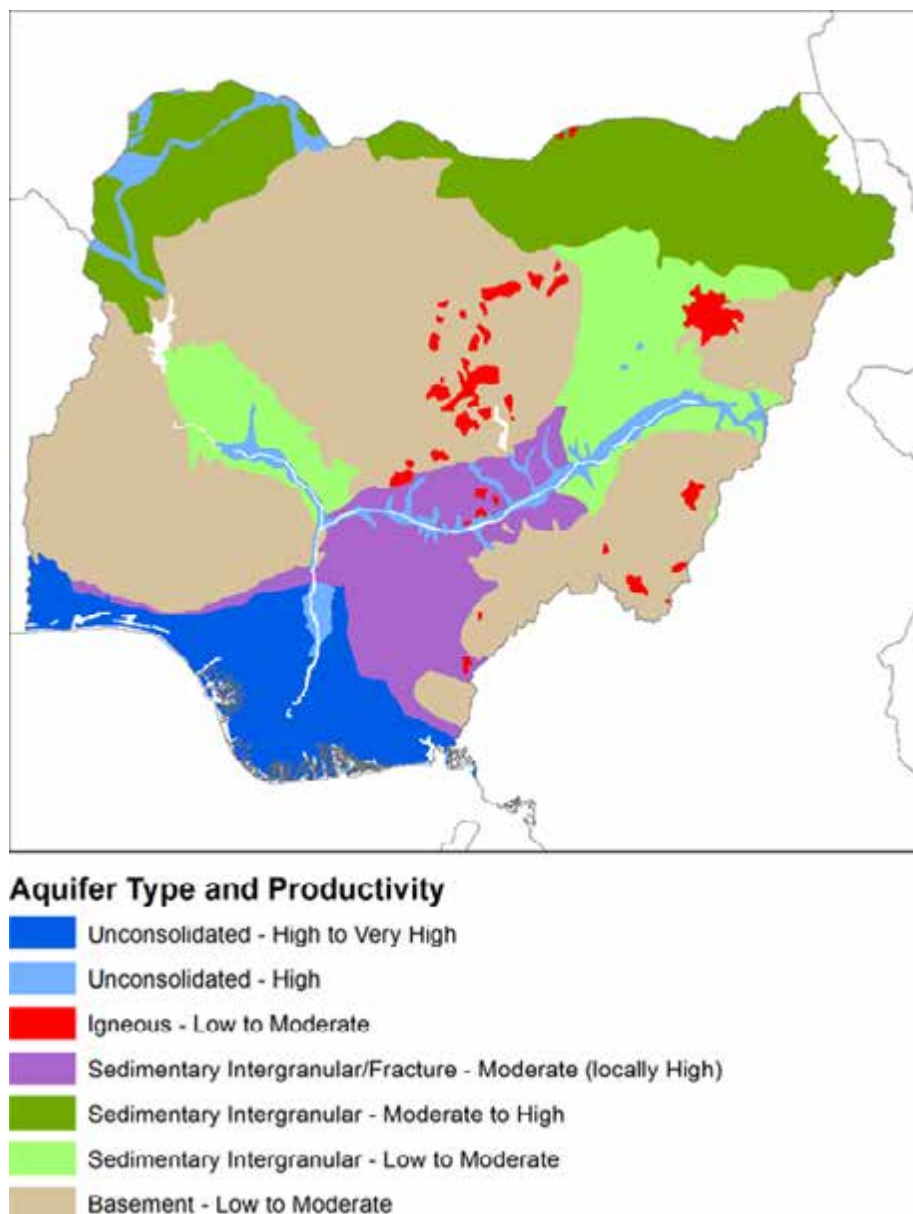 Aquifer Type and Productivity
Unconsolidated - High to Very High
Unconsolidated - High
Igneous - Low to Moderate
Sedimentary Intergranular/Fracture - Moderate (locally High)
Sedimentary Intergranular - Moderate to High
Sedimentary Intergranular - Low to Moderate
Basement - Low to Moderate